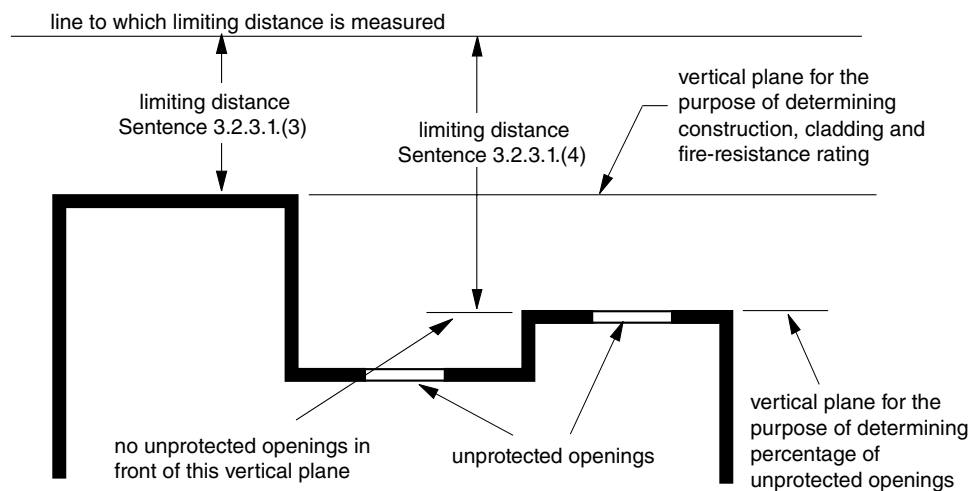 line to which limiting distance is measured
limiting distance
Sentence 3.2.3.1.(3)
limiting distance
Sentence 3.2.3.1.(4)
vertical plane for the
purpose of determining
construction, cladding and
fire-resistance rating
no unprotected openings in
front of this vertical plane
unprotected openings
vertical plane for the
purpose of determining
percentage of
unprotected openings